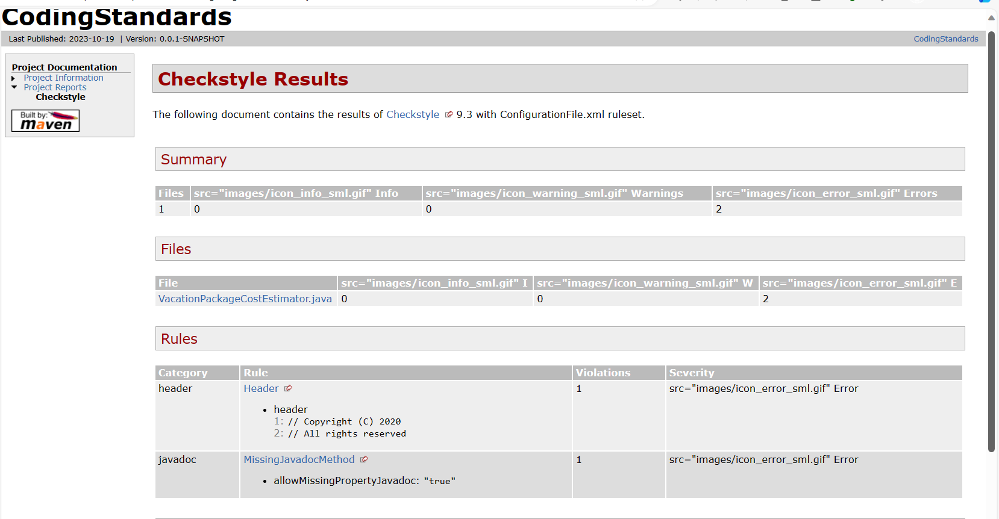 CodingStandards
Last Published: 2023-10-19 | Version: 0.0.1-SNAPSHOT CodingStandards
Project Documentation
Project Information
Project Reports
Checkstyle
Built by:
maven
Checkstyle Results
The following document contains the results of Checkstyle 9.3 with ConfigurationFile.xml ruleset.
Summary
Files src="images/icon_info_sml.gif" Info src="images/icon_warning_sml.gif" Warnings src="images/icon_error_sml.gif" Errors
1 0 0 2
Files
File src="images/icon_info_sml.gif" I src="images/icon_warning_sml.gif" W src="images/icon_error_sml.gif" E
VacationPackageCostEstimator.java 0 0 2
Rules
Category Rule Violations Severity
header Header 1 src="images/icon_error_sml.gif" Error
• header
1: // Copyright (C) 2020
2: // All rights reserved
javadoc MissingJavadocMethod 1 src="images/icon_error_sml.gif" Error
• allowMissingPropertyJavadoc: "true"